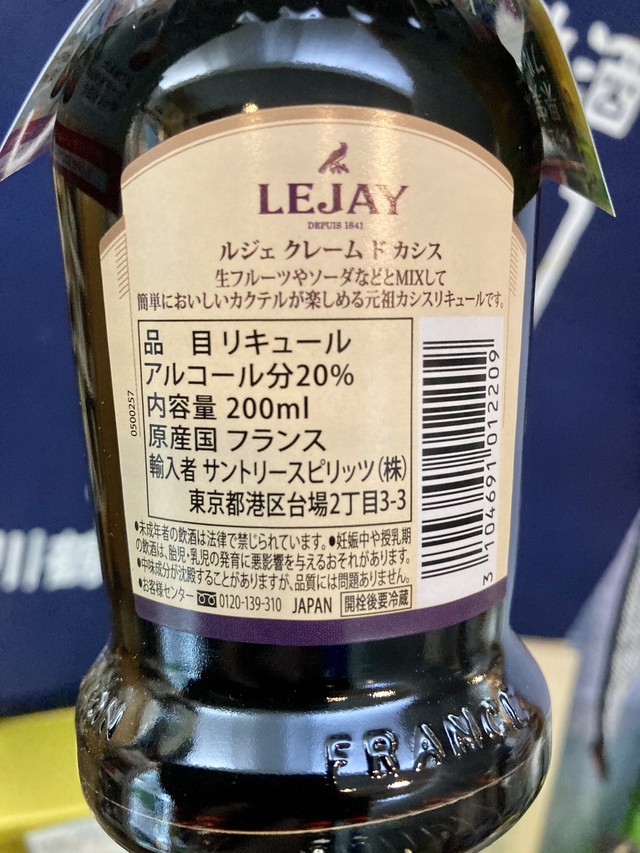 酒
LEJAY
DEPUIS 1841
ルジェ クレーム ド カシス
生フルーツやソーダなどとMIXして
簡単においしいカクテルが楽しめる元祖カシスリキュールです。
品 目 リキュール
アルコール分20%
内容量 200ml
原産国 フランス
輸入者 サントリースピリッツ(株)
東京都港区台場2丁目3-3
0500257
3 104691 012209
●未成年者の飲酒は法律で禁じられています。●妊娠中や授乳期
の飲酒は、胎児・乳児の発育に悪影響を与えるおそれがあります。
●中味成分が沈殿することがありますが、品質には問題ありません。
●お客様センター 0120-139-310 JAPAN 開栓後要冷蔵
川
FRANCE